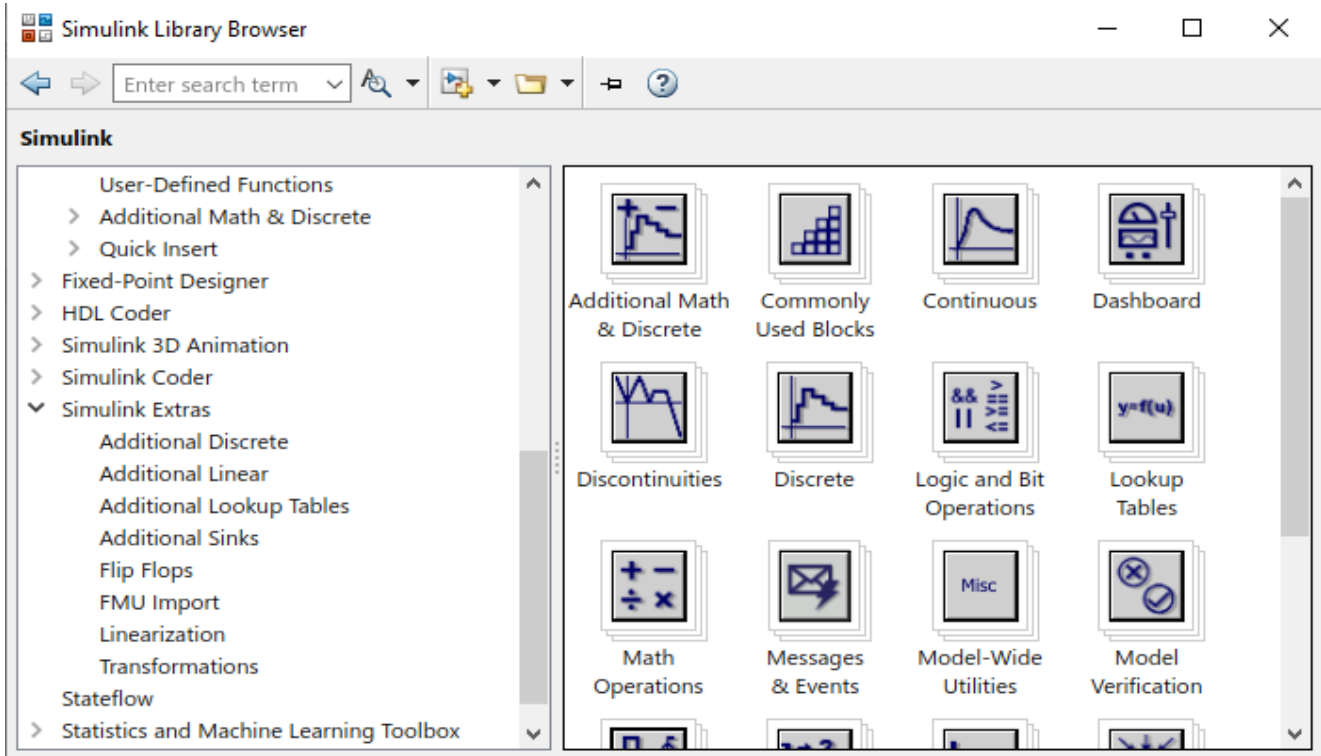 Simulink Library Browser
Enter search term
Simulink
User-Defined Functions
Additional Math & Discrete
Quick Insert
Fixed-Point Designer
HDL Coder
Simulink 3D Animation
Simulink Coder
Simulink Extras
Additional Discrete
Additional Linear
Additional Lookup Tables
Additional Sinks
Flip Flops
FMU Import
Linearization
Transformations
Stateflow
Statistics and Machine Learning Toolbox
Additional Math
& Discrete
Commonly
Used Blocks
Continuous
Dashboard
&& >
|| >=
==
<=
y=f(u)
Discontinuities
Discrete
Logic and Bit
Operations
Lookup
Tables
+ −
÷ ×
Misc
Math
Operations
Messages
& Events
Model-Wide
Utilities
Model
Verification